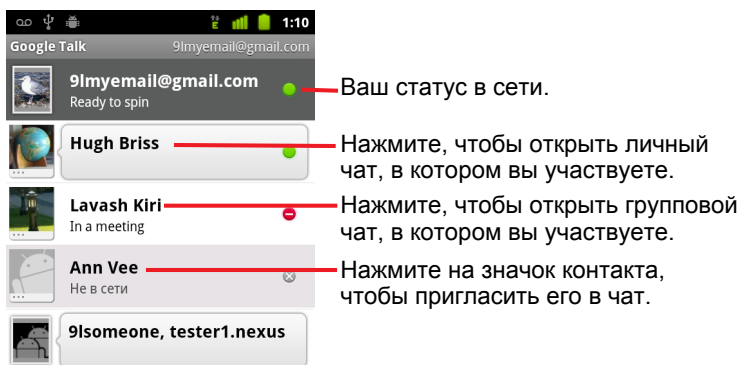 1:10
Google Talk 9lmyemail@gmail.com
9lmyemail@gmail.com
Ready to spin
Ваш статус в сети.
Hugh Briss
Нажмите, чтобы открыть личный
чат, в котором вы участвуете.
Lavash Kiri
In a meeting
Нажмите, чтобы открыть групповой
чат, в котором вы участвуете.
Ann Vee
Не в сети
Нажмите на значок контакта,
чтобы пригласить его в чат.
9lsomeone, tester1.nexus